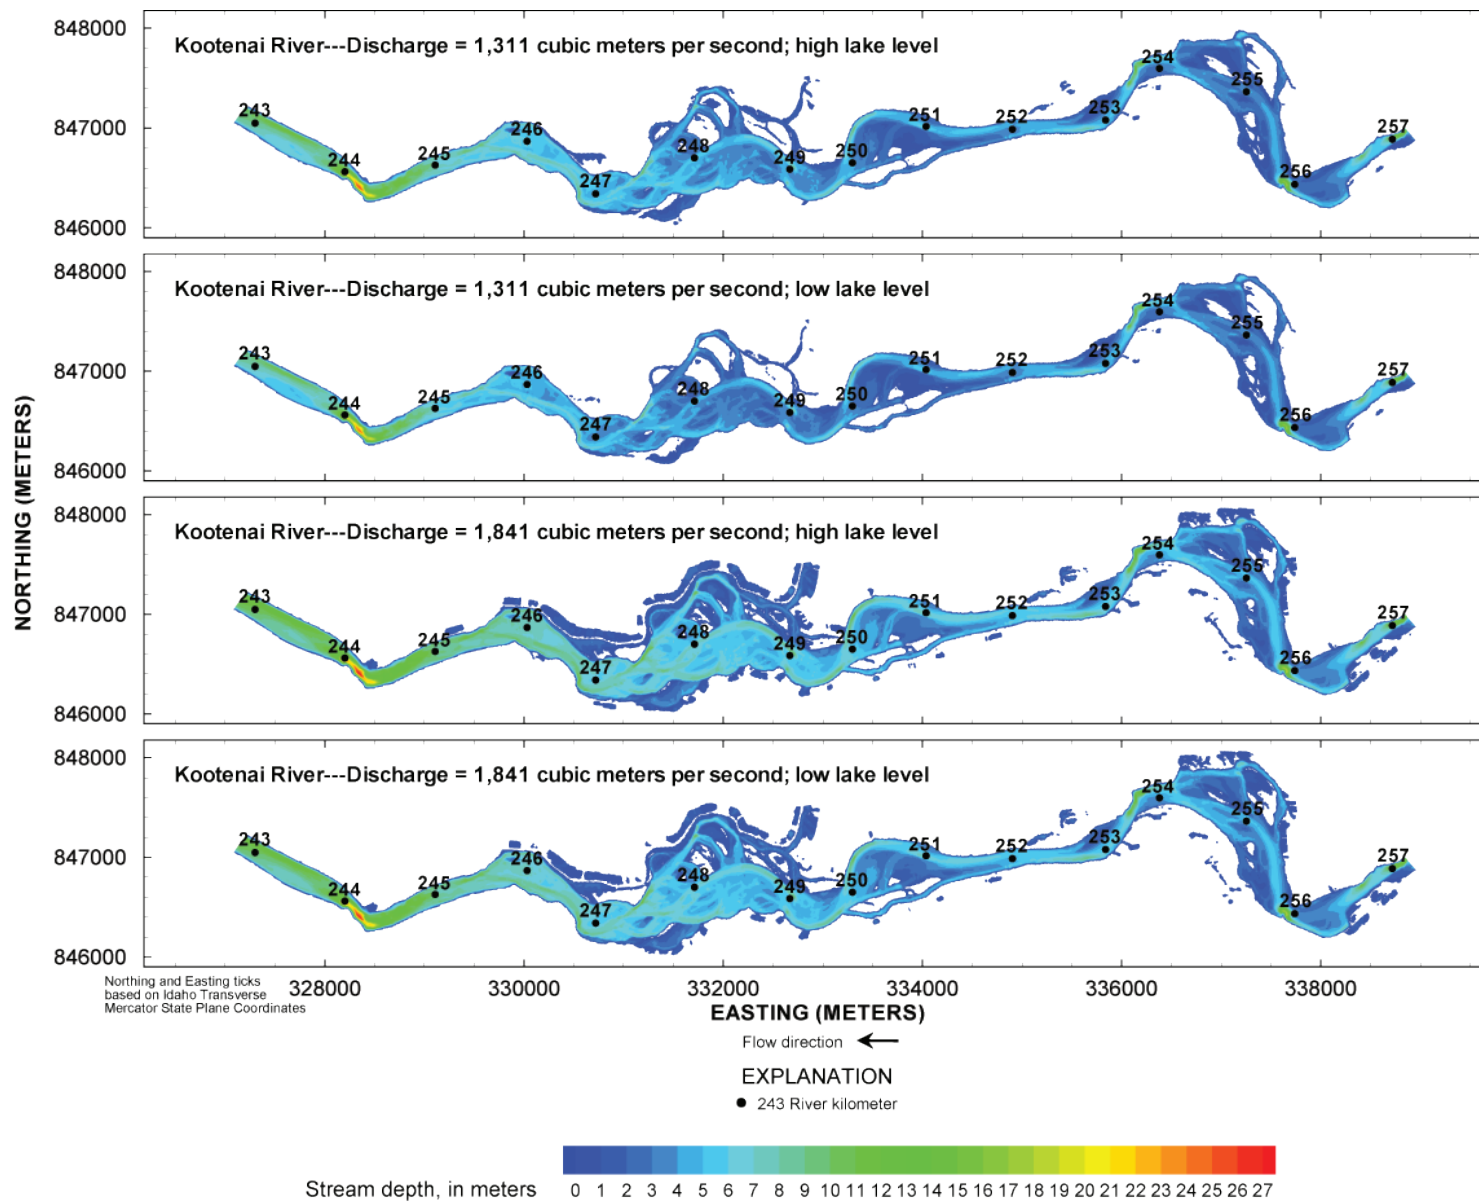 848000
847000
846000
Kootenai River---Discharge = 1,311 cubic meters per second; high lake level
243 244 245 246 247 248 249 250 251 252 253 254 255 256 257
848000
847000
846000
Kootenai River---Discharge = 1,311 cubic meters per second; low lake level
243 244 245 246 247 248 249 250 251 252 253 254 255 256 257
NORTHING (METERS)
848000
847000
846000
Kootenai River---Discharge = 1,841 cubic meters per second; high lake level
243 244 245 246 247 248 249 250 251 252 253 254 255 256 257
848000
847000
846000
Kootenai River---Discharge = 1,841 cubic meters per second; low lake level
243 244 245 246 247 248 249 250 251 252 253 254 255 256 257
Northing and Easting ticks
based on Idaho Transverse
Mercator State Plane Coordinates
328000 330000 332000 334000 336000 338000
EASTING (METERS)
Flow direction
EXPLANATION
243 River kilometer
Stream depth, in meters
0 1 2 3 4 5 6 7 8 9 10 11 12 13 14 15 16 17 18 19 20 21 22 23 24 25 26 27